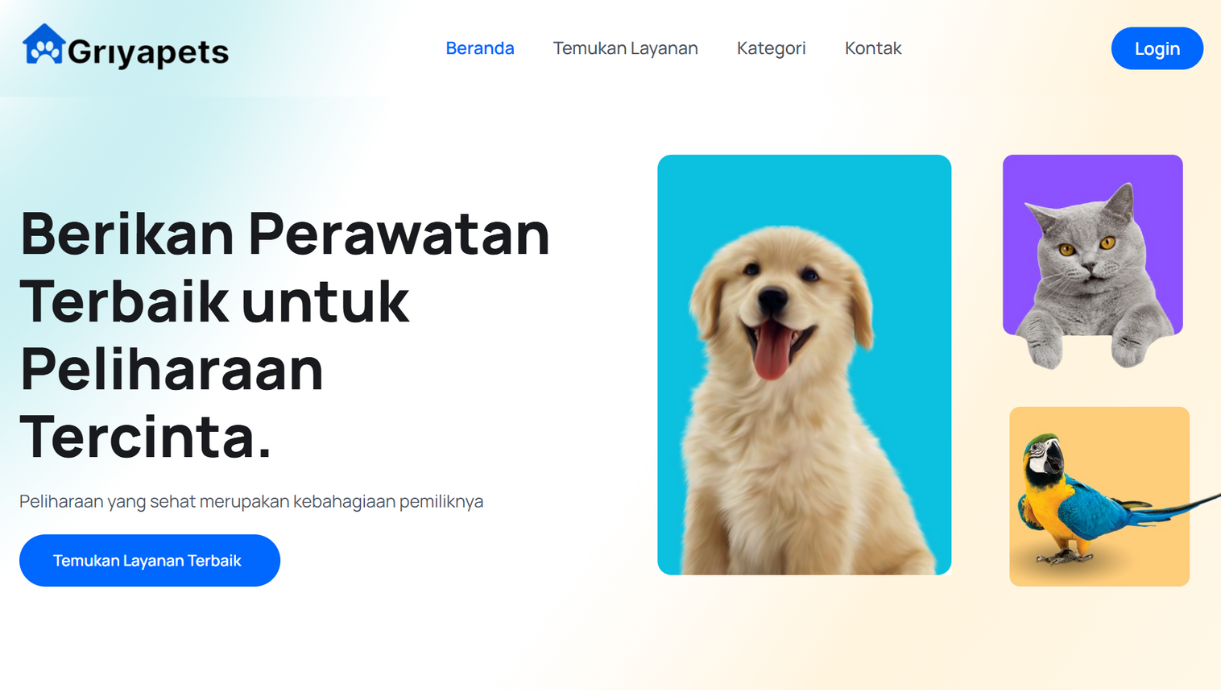 Grıyapets
Beranda
Temukan Layanan
Kategori
Kontak
Login
Berikan Perawatan
Terbaik untuk
Peliharaan
Tercinta.
Peliharaan yang sehat merupakan kebahagiaan pemiliknya
Temukan Layanan Terbaik